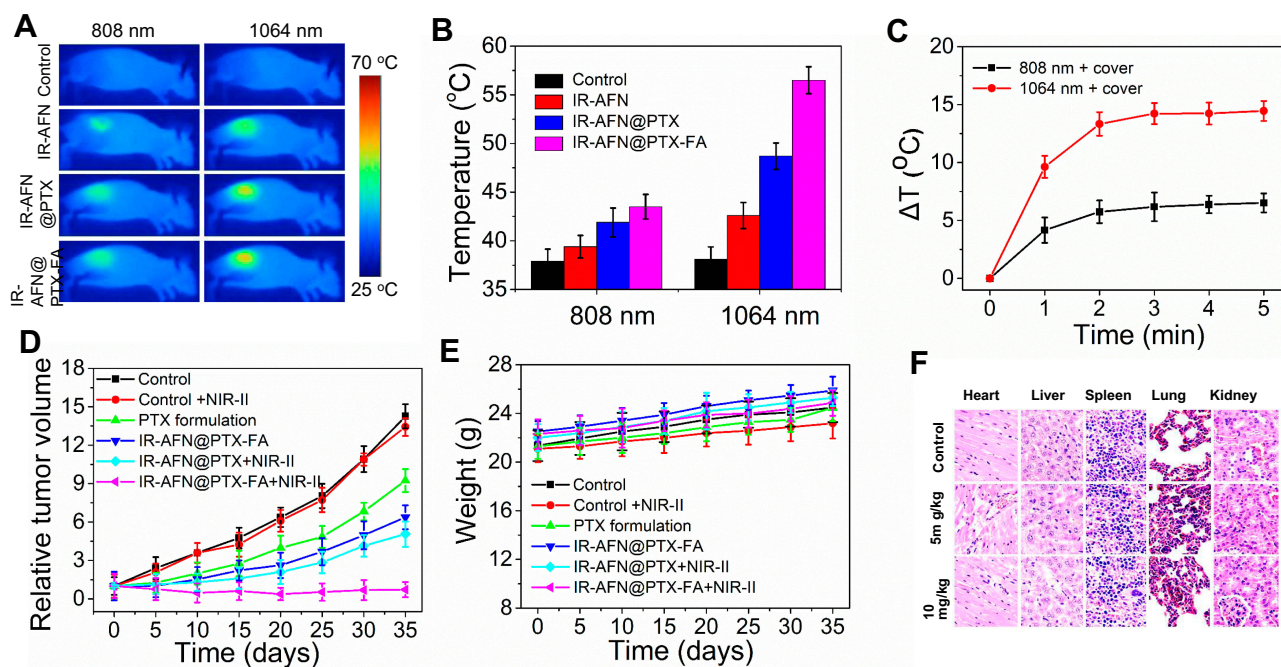 A
808 nm
1064 nm
Control
IR-AFN
IR-AFN
@PTX
IR-
AFN@
PTX-FA
70 °C
25 °C
B
Temperature (°C)
60
55
50
45
40
35
Control
IR-AFN
IR-AFN@PTX
IR-AFN@PTX-FA
808 nm
1064 nm
C
ΔT (°C)
20
15
10
5
0
808 nm + cover
1064 nm + cover
0 1 2 3 4 5
Time (min)
D
Relative tumor volume
18
15
12
9
6
3
0
Control
Control +NIR-II
PTX formulation
IR-AFN@PTX-FA
IR-AFN@PTX+NIR-II
IR-AFN@PTX-FA+NIR-II
0 5 10 15 20 25 30 35
Time (days)
E
Weight (g)
28
24
20
16
12
9
Control
Control +NIR-II
PTX formulation
IR-AFN@PTX-FA
IR-AFN@PTX+NIR-II
IR-AFN@PTX-FA+NIR-II
0 5 10 15 20 25 30 35
Time (days)
F
Heart Liver Spleen Lung Kidney
Control
5m g/kg
10
mg/kg